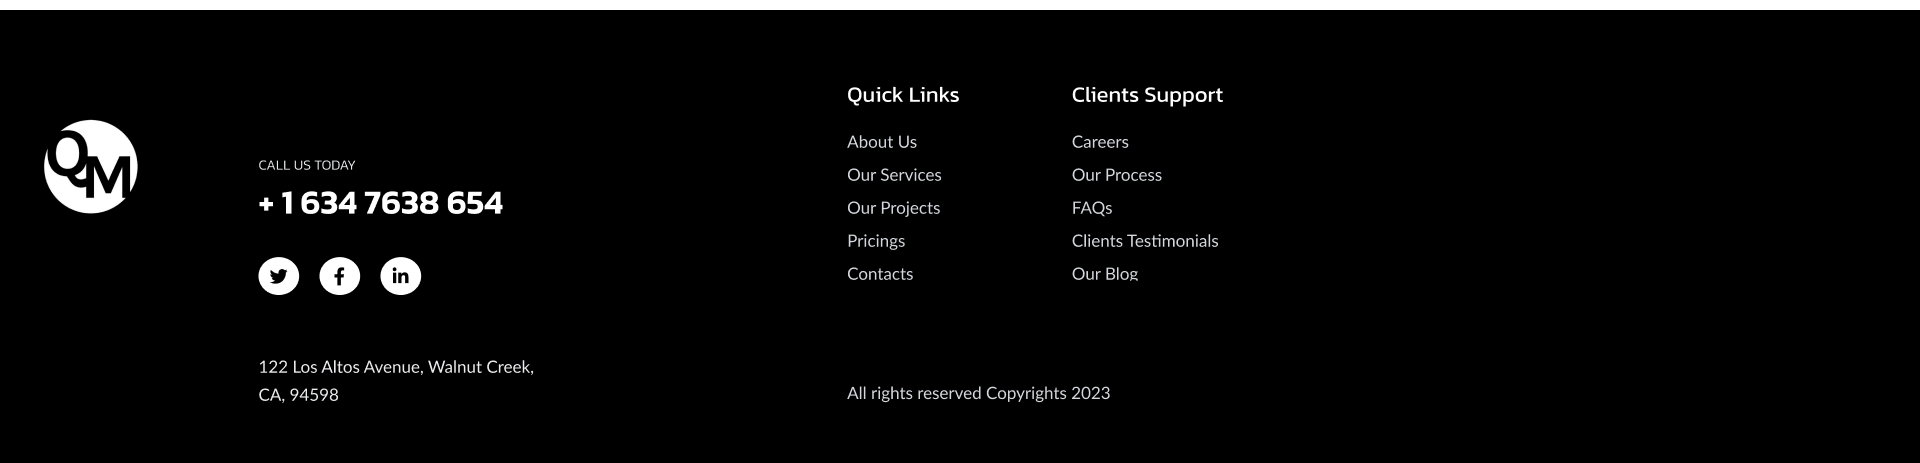 QM
CALL US TODAY
+ 1 634 7638 654
122 Los Altos Avenue, Walnut Creek,
CA, 94598
Quick Links
About Us
Our Services
Our Projects
Pricings
Contacts
Clients Support
Careers
Our Process
FAQs
Clients Testimonials
Our Blog
All rights reserved Copyrights 2023